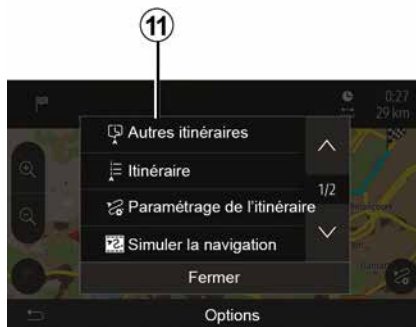 11
0:27
29 km
Autres itinéraires
Itinéraire
1/2
Paramétrage de l'itinéraire
Simuler la navigation
Fermer
Options